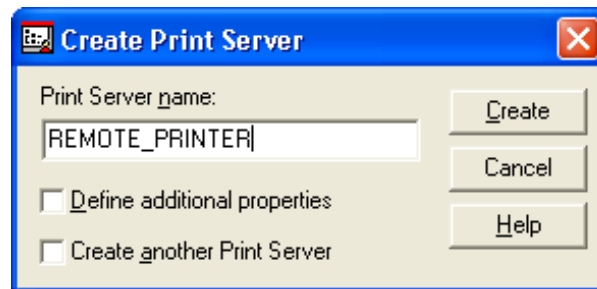 Create Print Server
Print Server name:
REMOTE_PRINTER
Define additional properties
Create another Print Server
Create
Cancel
Help